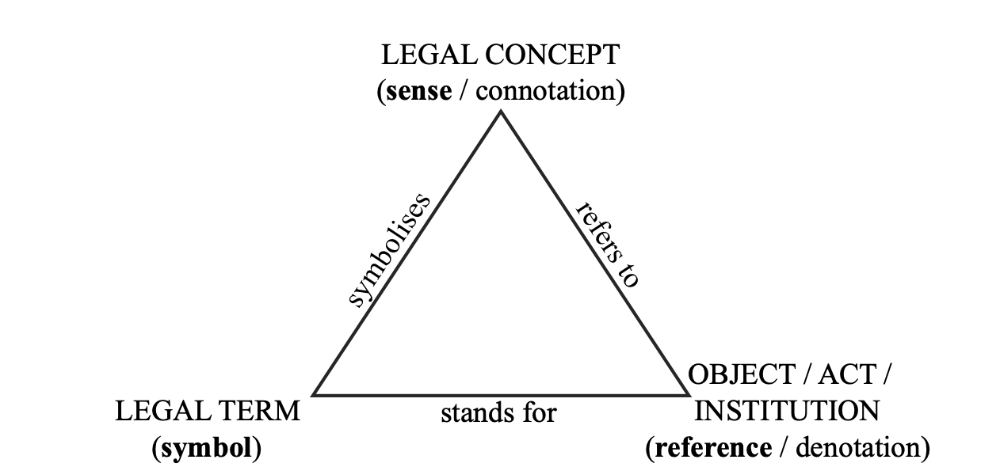 LEGAL CONCEPT
(sense / connotation)
symbolises
refers to
OBJECT / ACT /
INSTITUTION
(reference / denotation)
LEGAL TERM
(symbol)
stands for